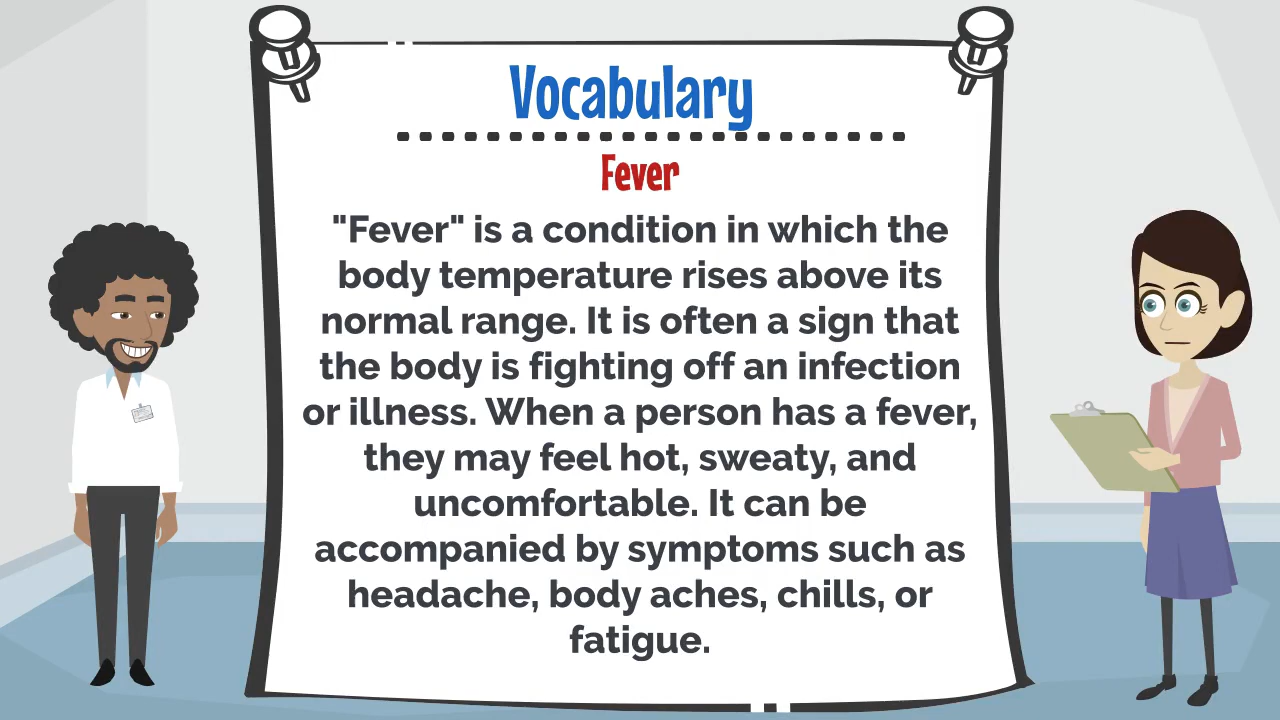 Vocabulary
Fever
"Fever" is a condition in which the
body temperature rises above its
normal range. It is often a sign that
the body is fighting off an infection
or illness. When a person has a fever,
they may feel hot, sweaty, and
uncomfortable. It can be
accompanied by symptoms such as
headache, body aches, chills, or
fatigue.